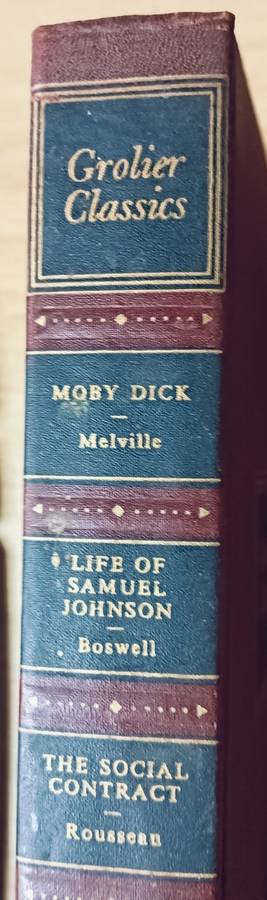 Grolier
Classics
MOBY DICK
—
Melville
LIFE OF
SAMUEL
JOHNSON
—
Boswell
THE SOCIAL
CONTRACT
—
Rousseau